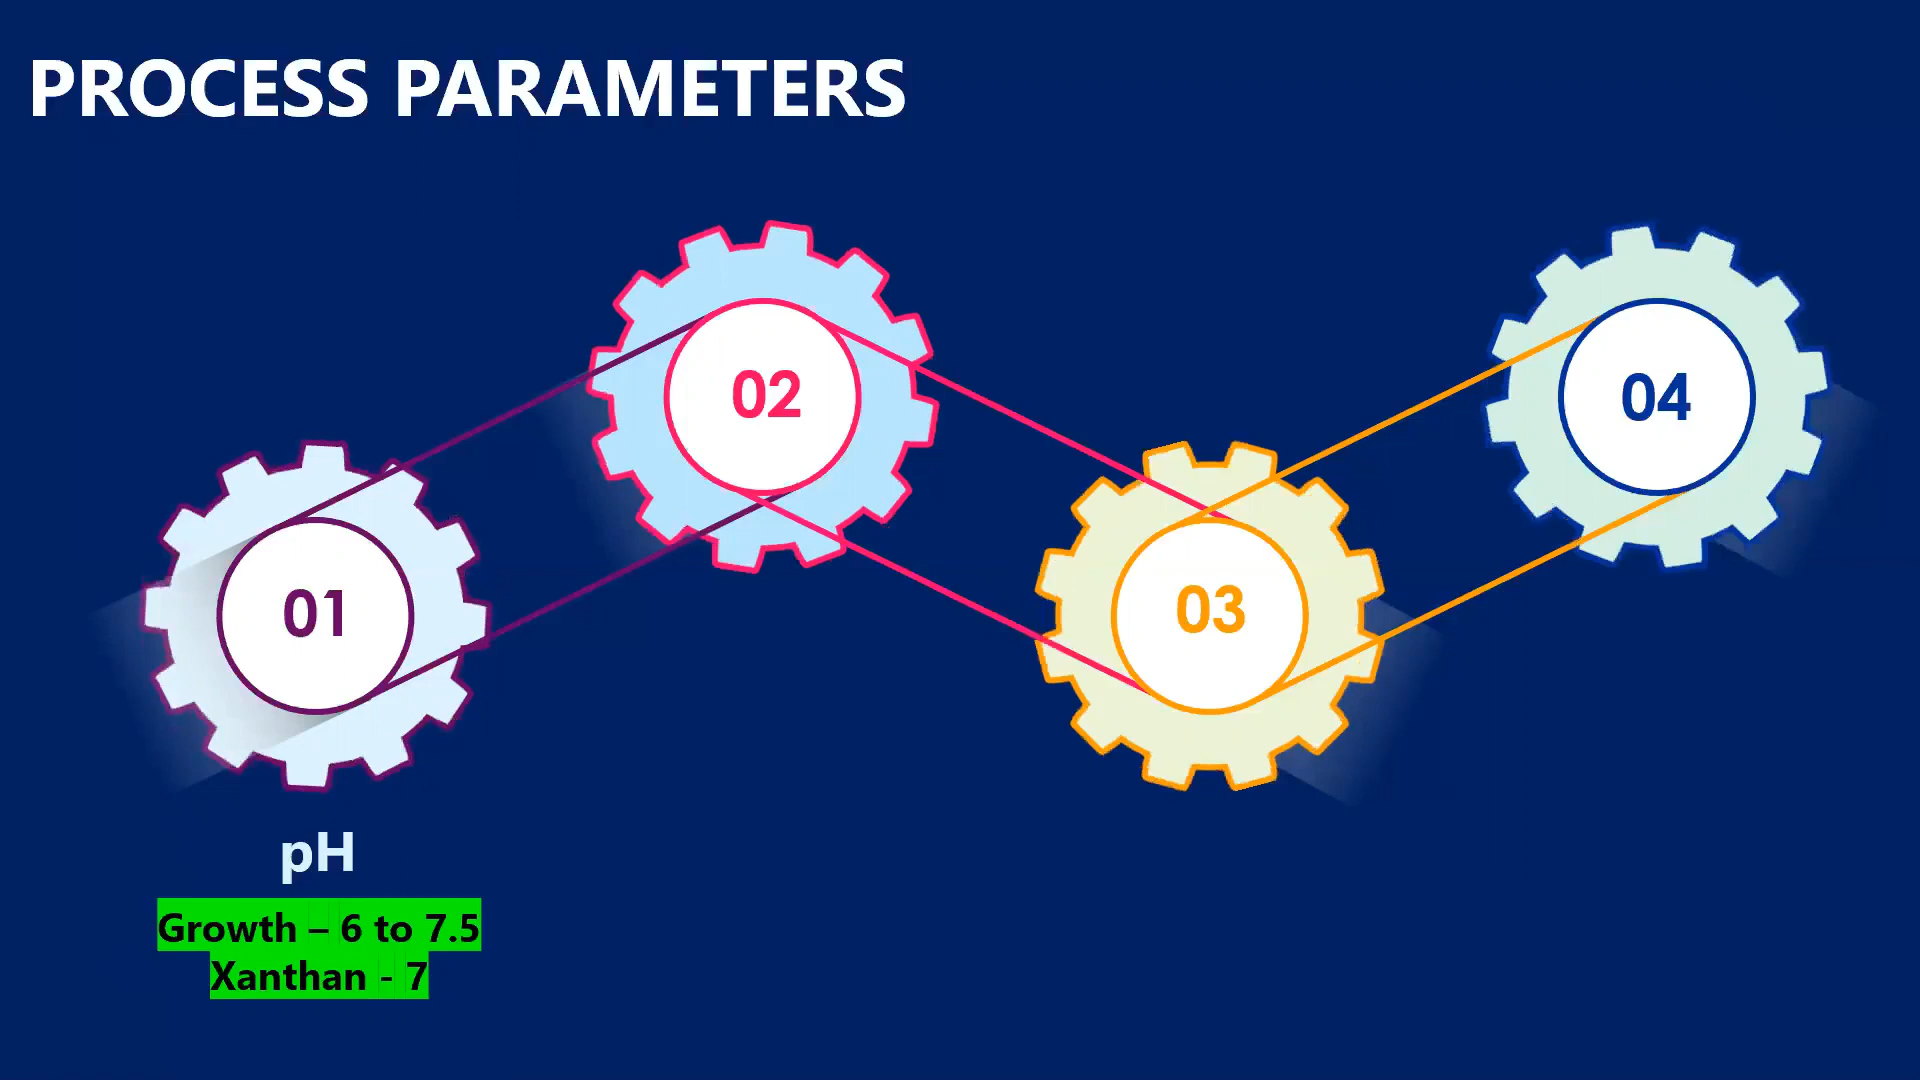 PROCESS PARAMETERS
01
02
03
04
pH
Growth – 6 to 7.5
Xanthan - 7